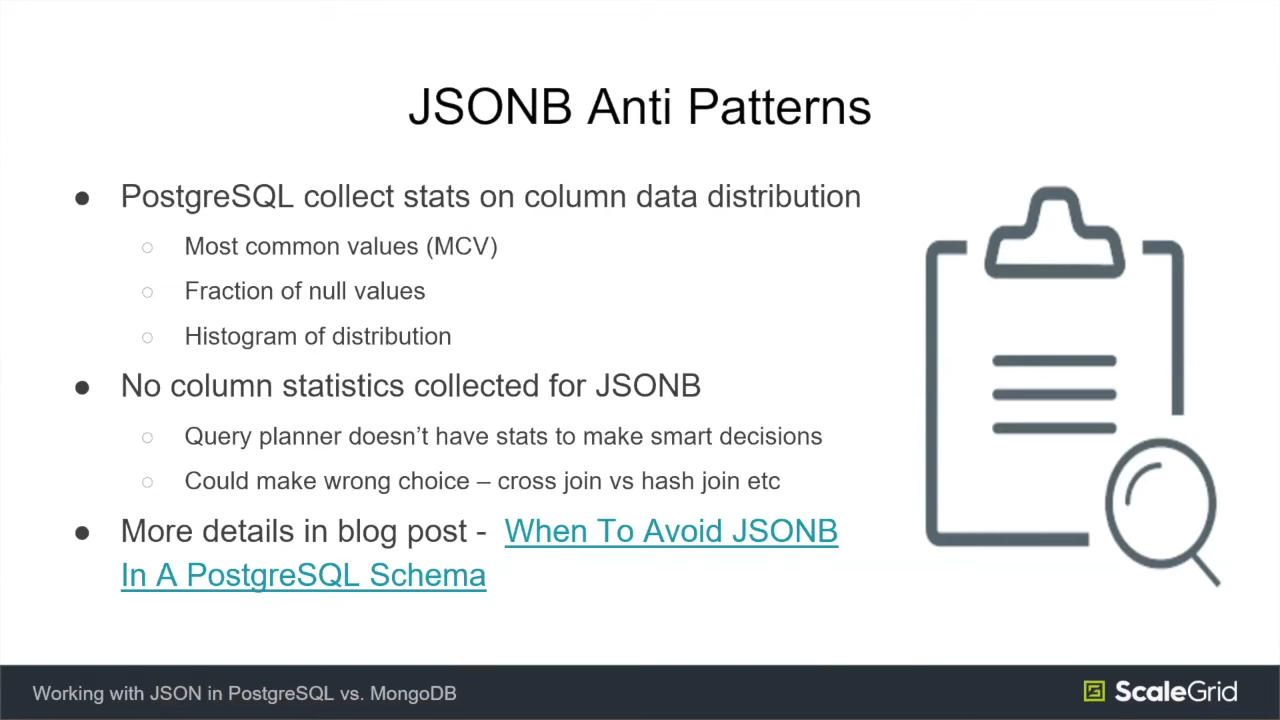 JSONB Anti Patterns
● PostgreSQL collect stats on column data distribution
○ Most common values (MCV)
○ Fraction of null values
○ Histogram of distribution
● No column statistics collected for JSONB
○ Query planner doesn’t have stats to make smart decisions
○ Could make wrong choice – cross join vs hash join etc
● More details in blog post - When To Avoid JSONB
In A PostgreSQL Schema
Working with JSON in PostgreSQL vs. MongoDB
ScaleGrid